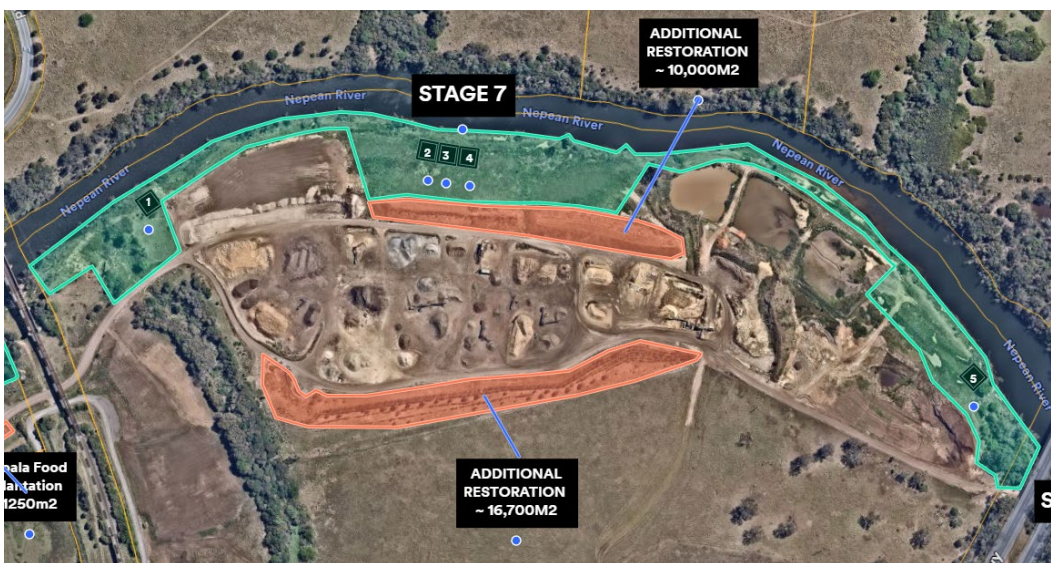 ADDITIONAL
RESTORATION
~ 10,000M2
STAGE 7
Nepean River
Nepean River
Nepean River
Nepean River
Nepean River
1
2
3
4
5
ADDITIONAL
RESTORATION
~ 16,700M2
Food
1250m2